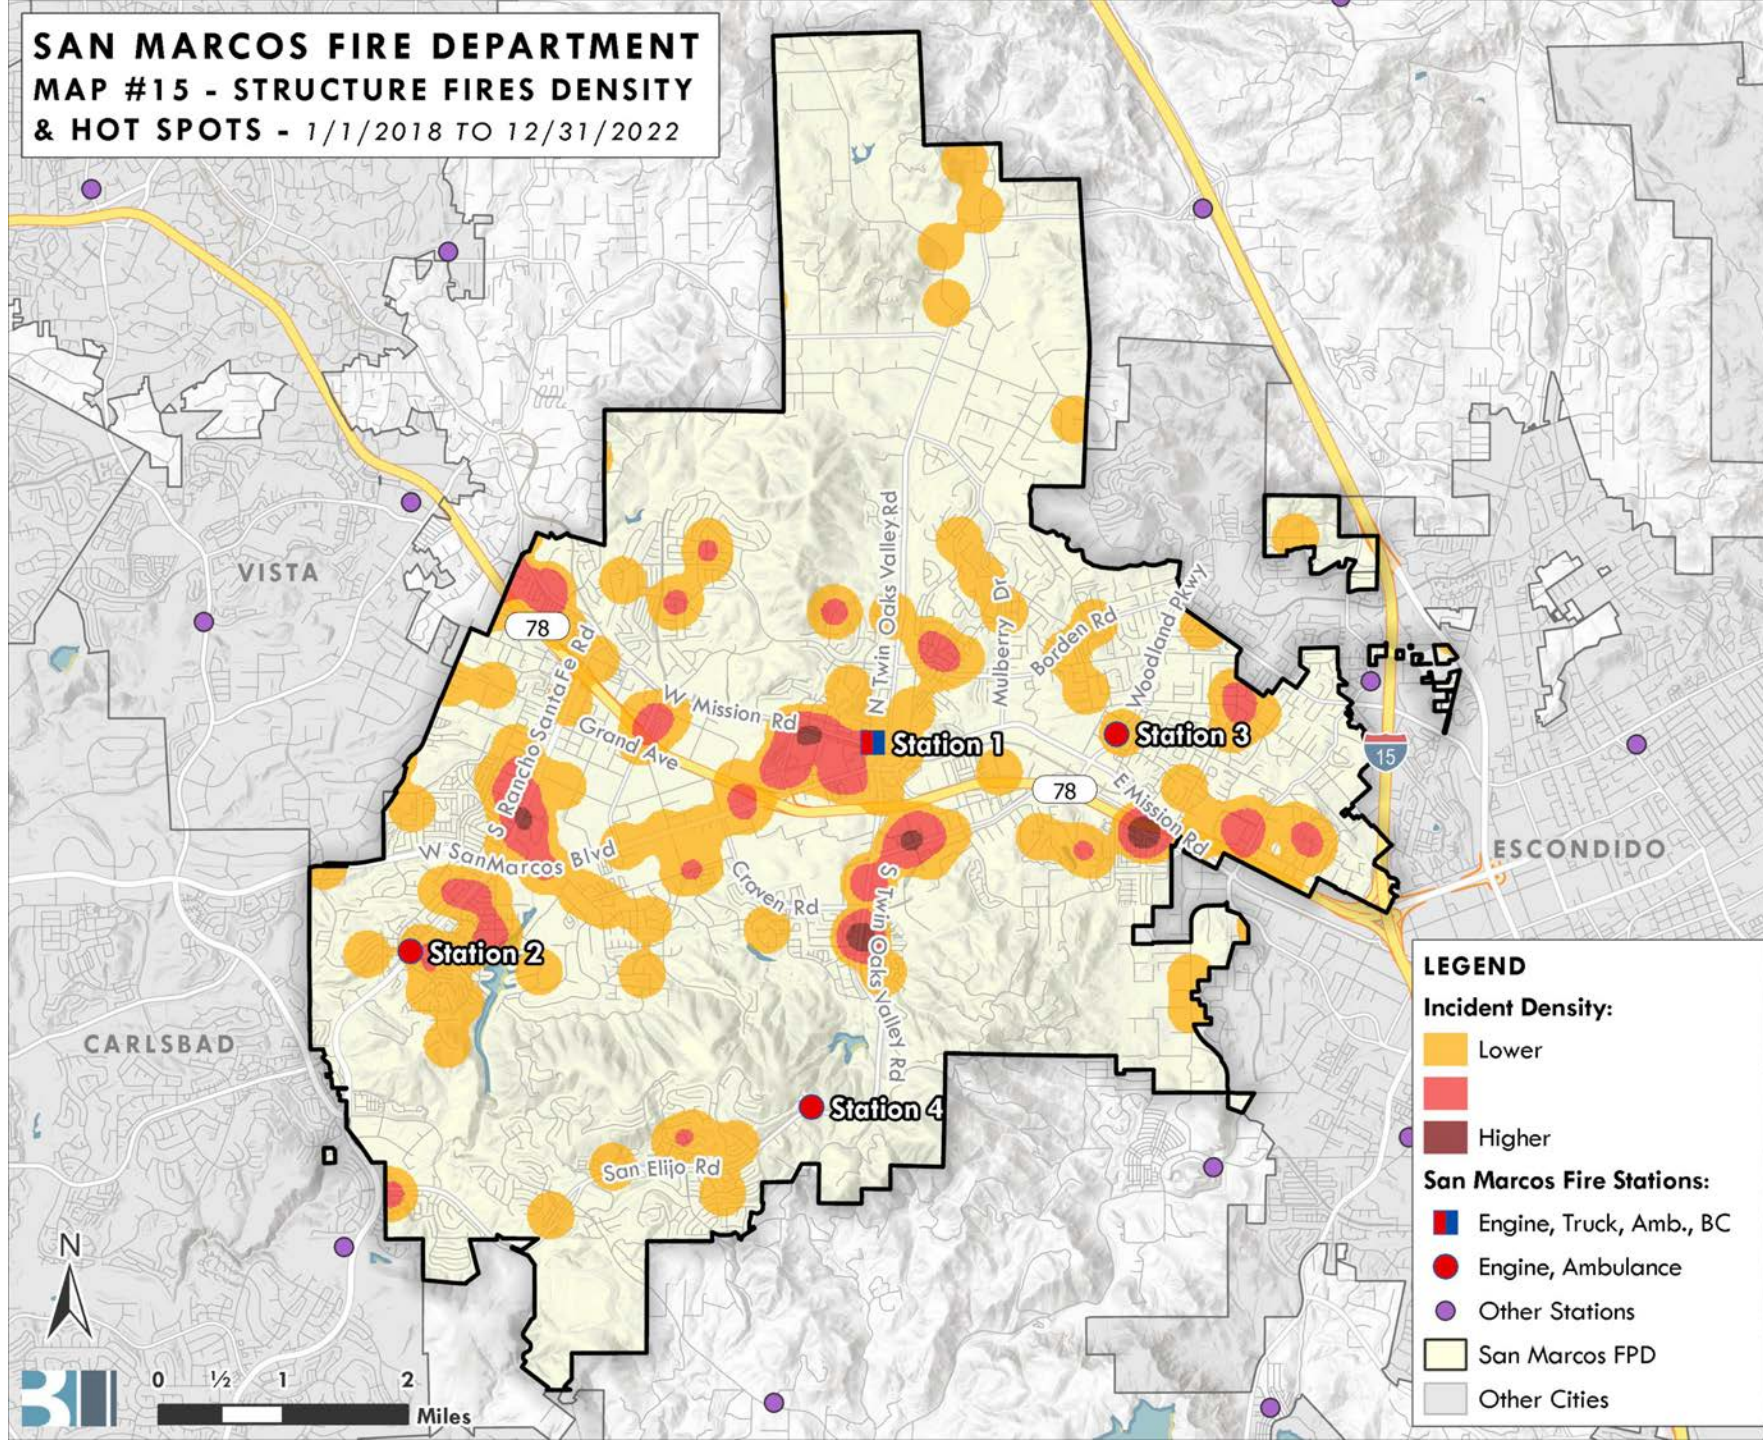 SAN MARCOS FIRE DEPARTMENT
MAP #15 - STRUCTURE FIRES DENSITY
& HOT SPOTS - 1/1/2018 TO 12/31/2022
VISTA
78
S Rancho SantaFe Rd
W Mission Rd
Grand Ave
N Twin Oaks Valley Rd
Mulberry Dr
Borden Rd
Woodland Pkwy
Station 1
Station 3
15
78
E Mission Rd
W SanMarcos Blvd
Craven Rd
S Twin Oaks Valley Rd
ESCONDIDO
Station 2
CARLSBAD
Station 4
San Elijo Rd
N
0 ½ 1 2
Miles
LEGEND
Incident Density:
Lower
Higher
San Marcos Fire Stations:
Engine, Truck, Amb., BC
Engine, Ambulance
Other Stations
San Marcos FPD
Other Cities